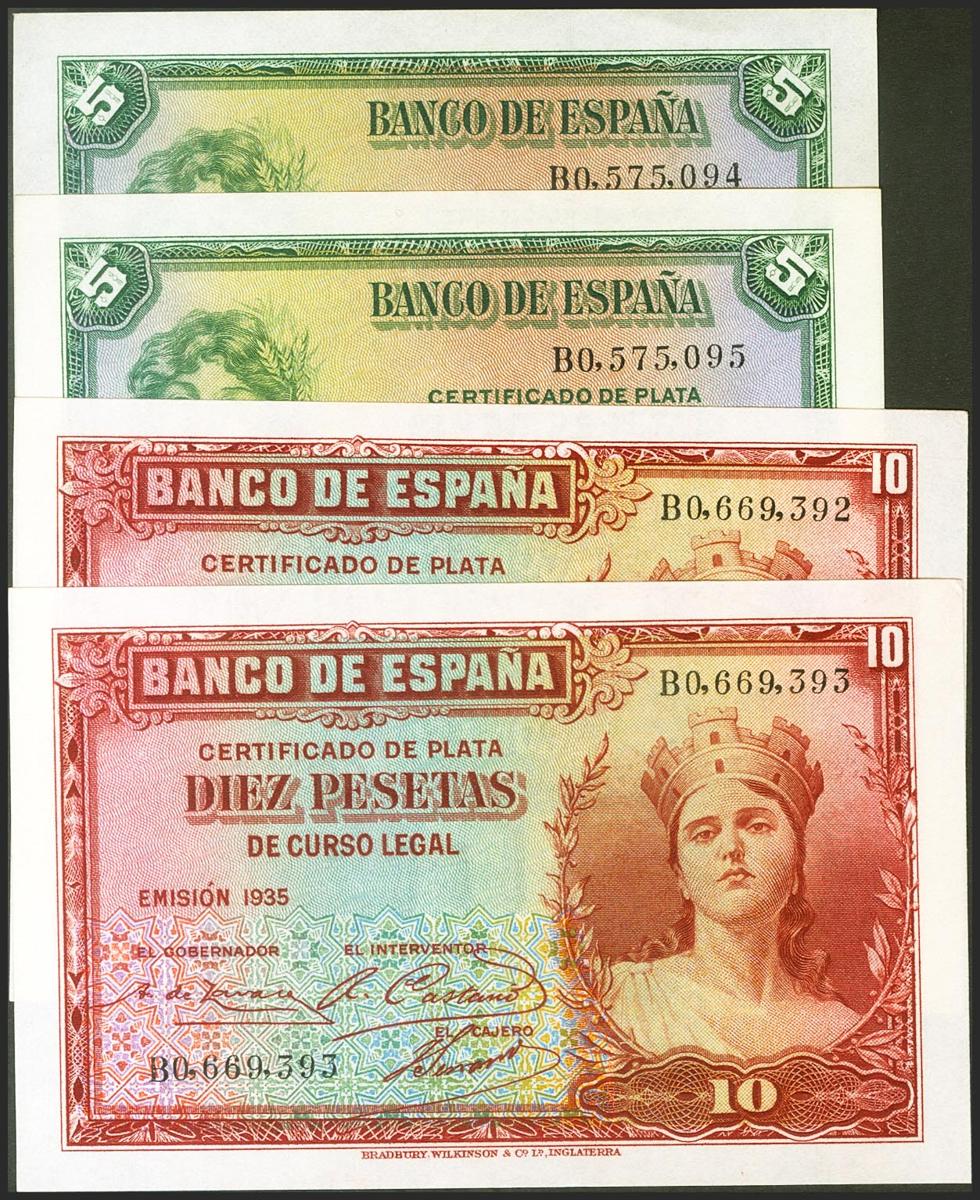 5 5
BANCO DE ESPAÑA
B0,575,094
5 5
BANCO DE ESPAÑA
B0,575,095
CERTIFICADO DE PLATA
10
BANCO DE ESPAÑA
B0,669,392
CERTIFICADO DE PLATA
10
BANCO DE ESPAÑA
B0,669,393
CERTIFICADO DE PLATA
DIEZ PESETAS
DE CURSO LEGAL
EMISIÓN 1935
EL GOBERNADOR EL INTERVENTOR
A. Castaño
EL CAJERO
B0,669,393
10
BRADBURY. WILKINSON & Cº Lº, INGLATERRA